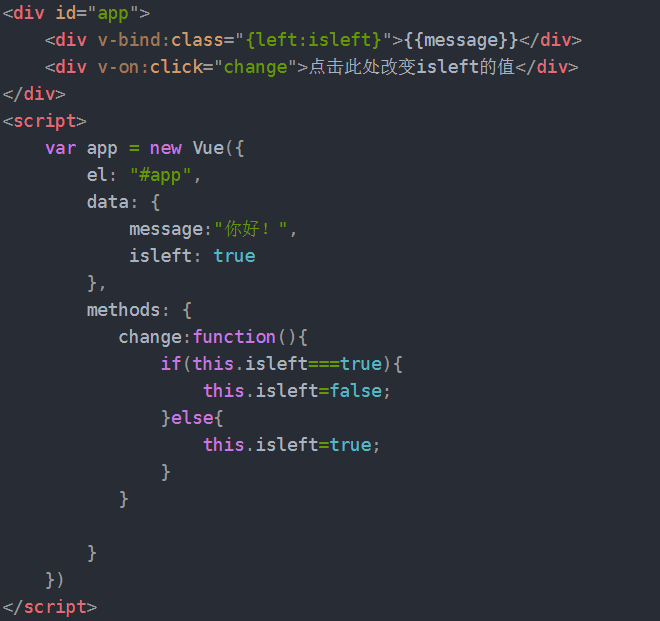 <div id="app">
    <div v-bind:class="{left:isleft}">{{message}}</div>
    <div v-on:click="change">点击此处改变isleft的值</div>
</div>
<script>
    var app = new Vue({
        el: "#app",
        data: {
            message:"你好！",
            isleft: true
        },
        methods: {
           change:function(){
               if(this.isleft===true){
                   this.isleft=false;
               }else{
                   this.isleft=true;
               }
           }

        }
    })
</script>